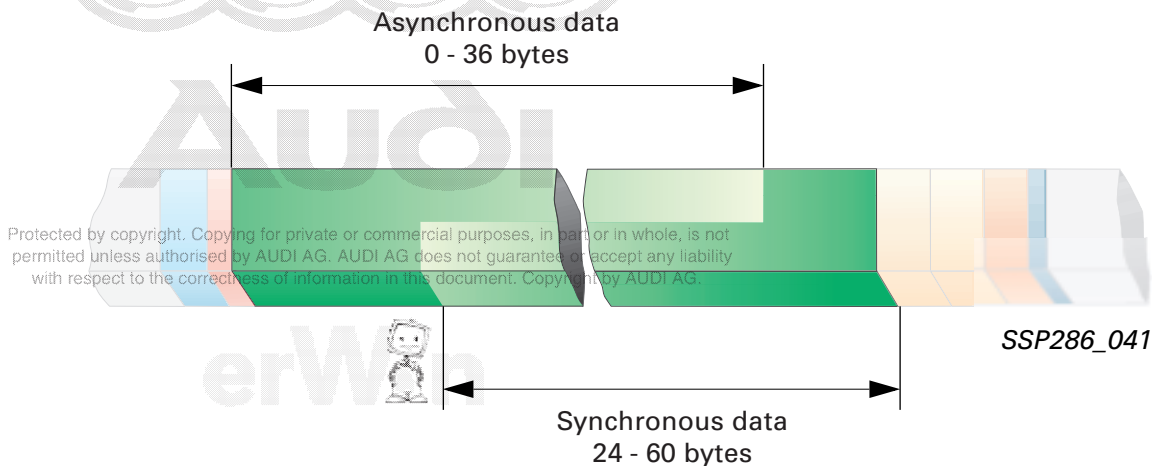 Asynchronous data
0 - 36 bytes
Audi
Protected by copyright. Copying for private or commercial purposes, in part or in whole, is not
permitted unless authorised by AUDI AG. AUDI AG does not guarantee or accept any liability
with respect to the correctness of information in this document. Copyright by AUDI AG.
SSP286_041
erWin
Synchronous data
24 - 60 bytes